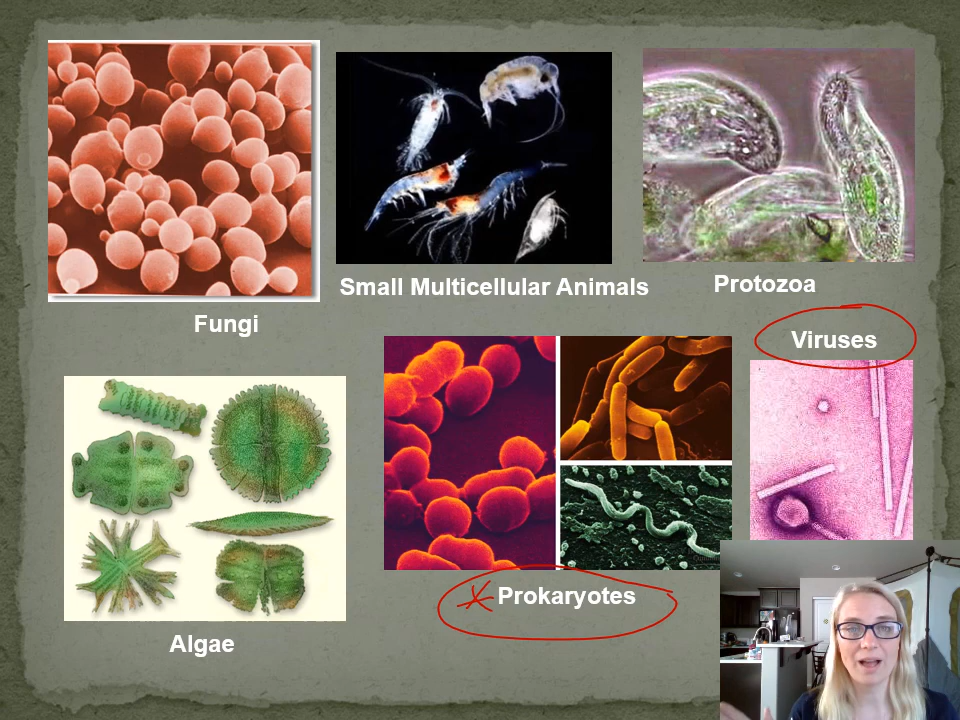 Small Multicellular Animals
Protozoa
Fungi
Viruses
Prokaryotes
Algae